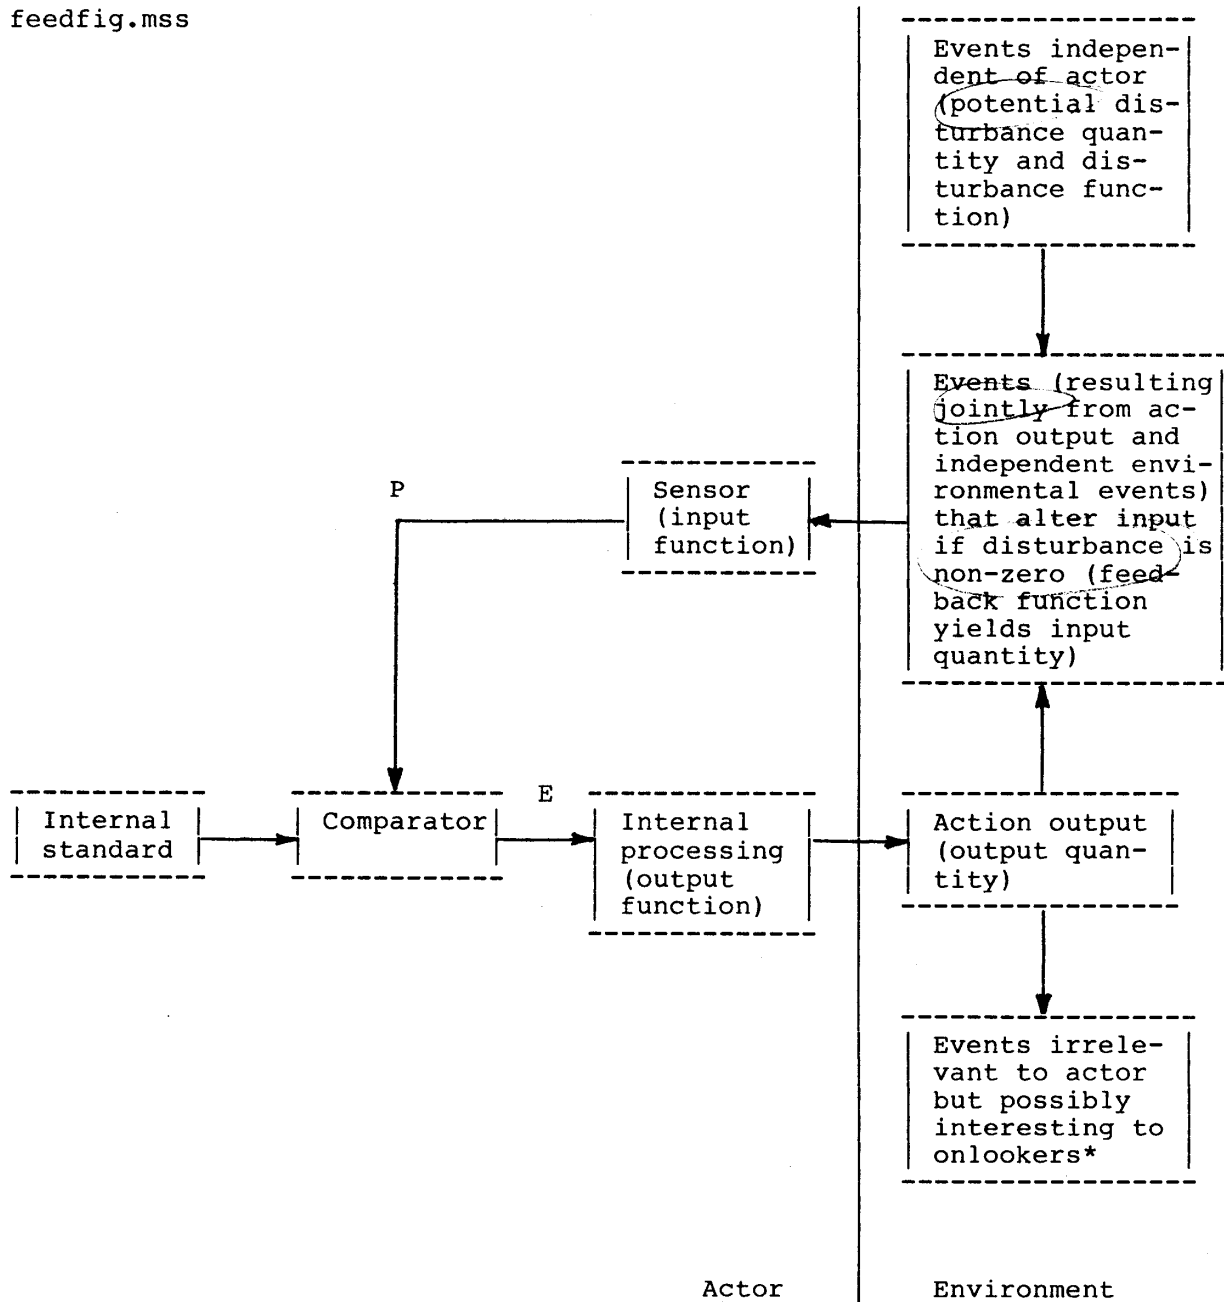 feedfig.mss
Events indepen-
dent of actor
(potential dis-
turbance quan-
tity and dis-
turbance func-
tion)
Events (resulting
jointly from ac-
tion output and
independent envi-
ronmental events)
that alter input
if disturbance is
non-zero (feed-
back function
yields input
quantity)
P
Sensor
(input
function)
Internal
standard
Comparator
E
Internal
processing
(output
function)
Action output
(output quan-
tity)
Events irrele-
vant to actor
but possibly
interesting to
onlookers*
Actor
Environment